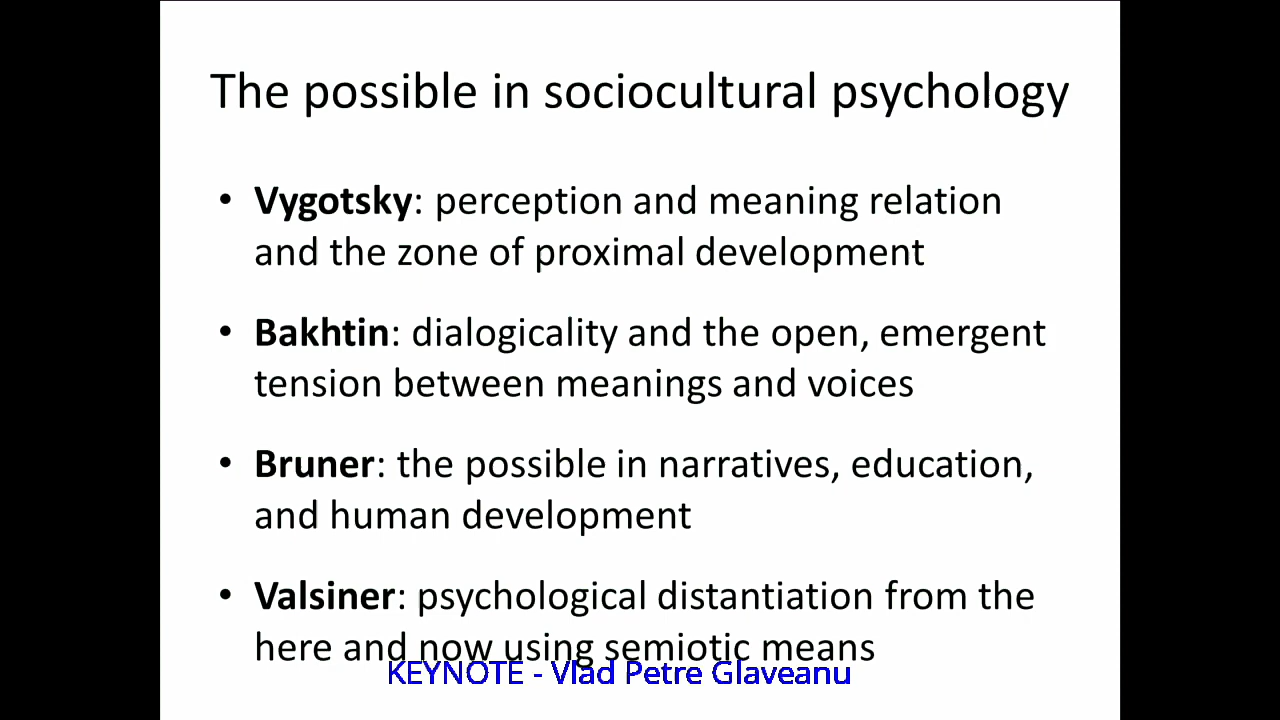 The possible in sociocultural psychology
• Vygotsky: perception and meaning relation
and the zone of proximal development
• Bakhtin: dialogicality and the open, emergent
tension between meanings and voices
• Bruner: the possible in narratives, education,
and human development
• Valsiner: psychological distantiation from the
here and now using semiotic means
KEYNOTE - Vlad Petre Glaveanu